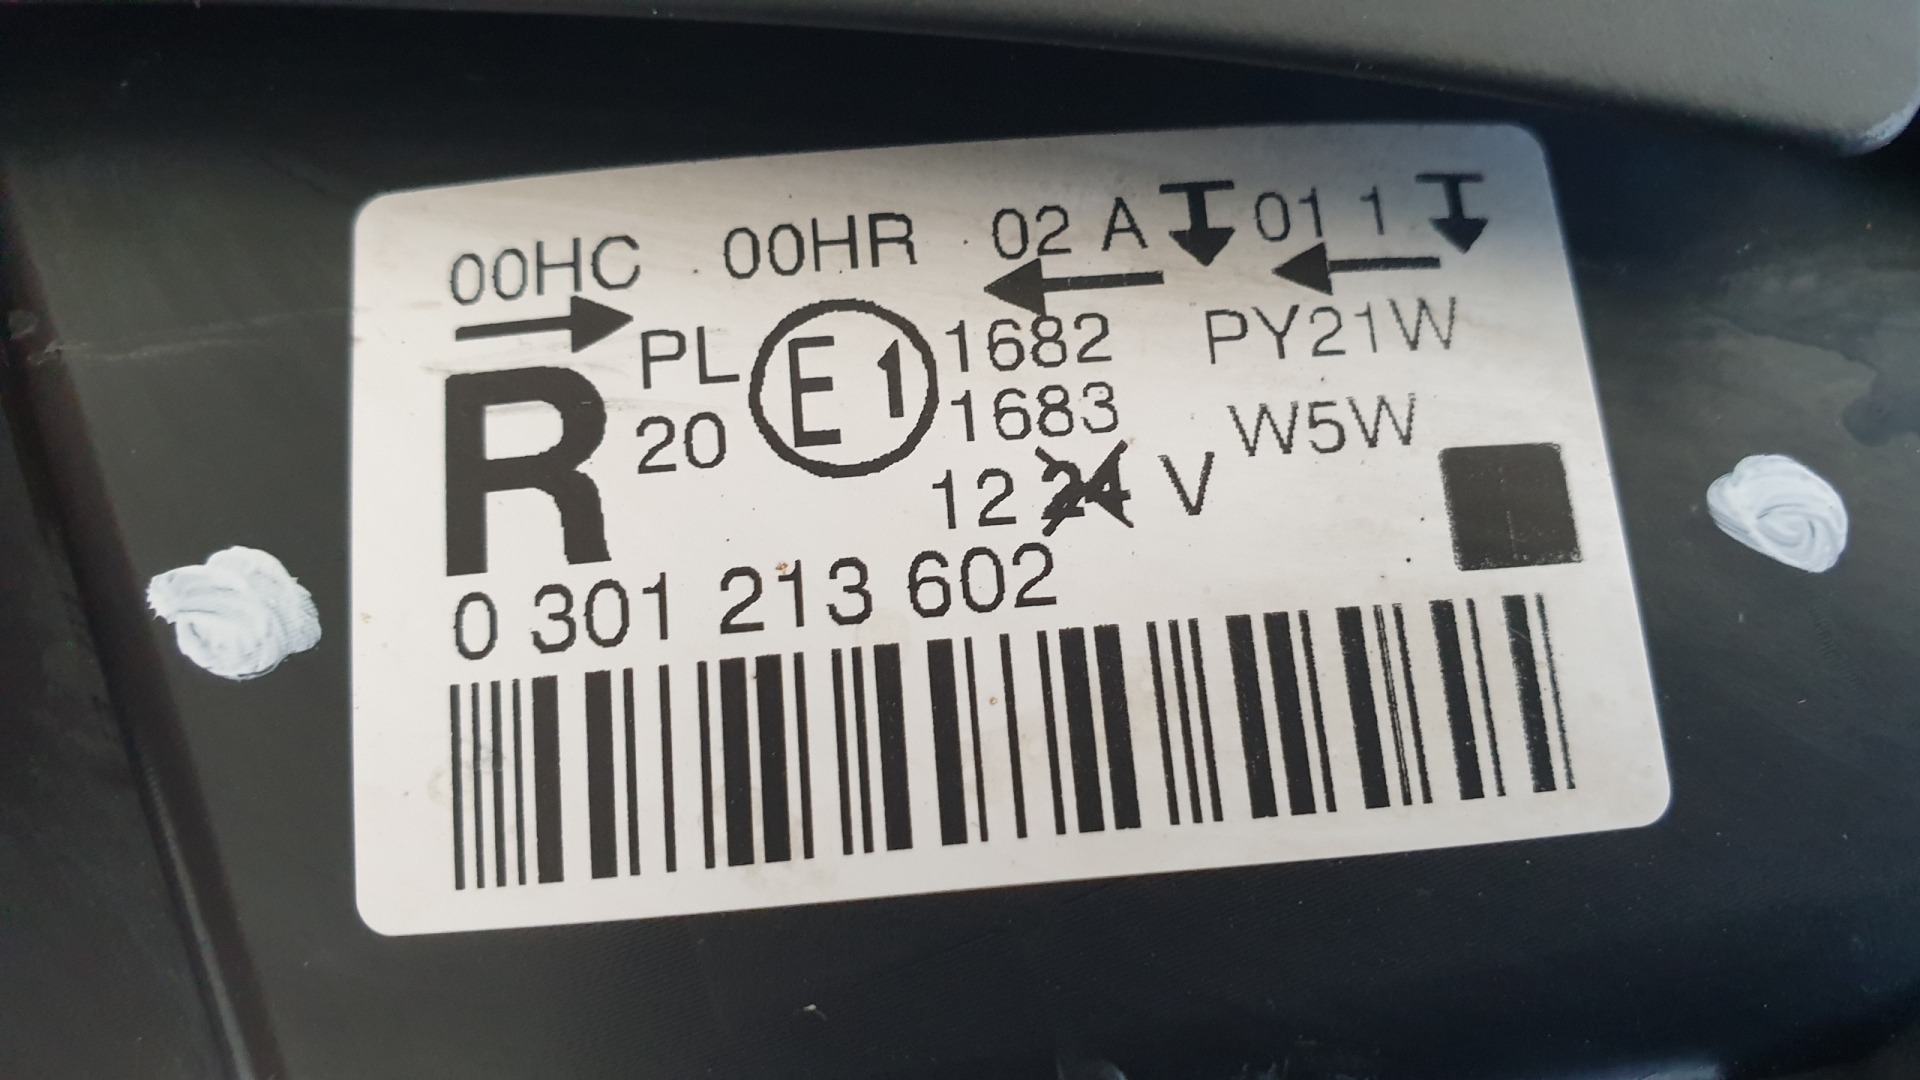 00HC 00HR 02 A 01 1
R PL E1 1682 PY21W
20 1683 W5W
12 24 V
0 301 213 602